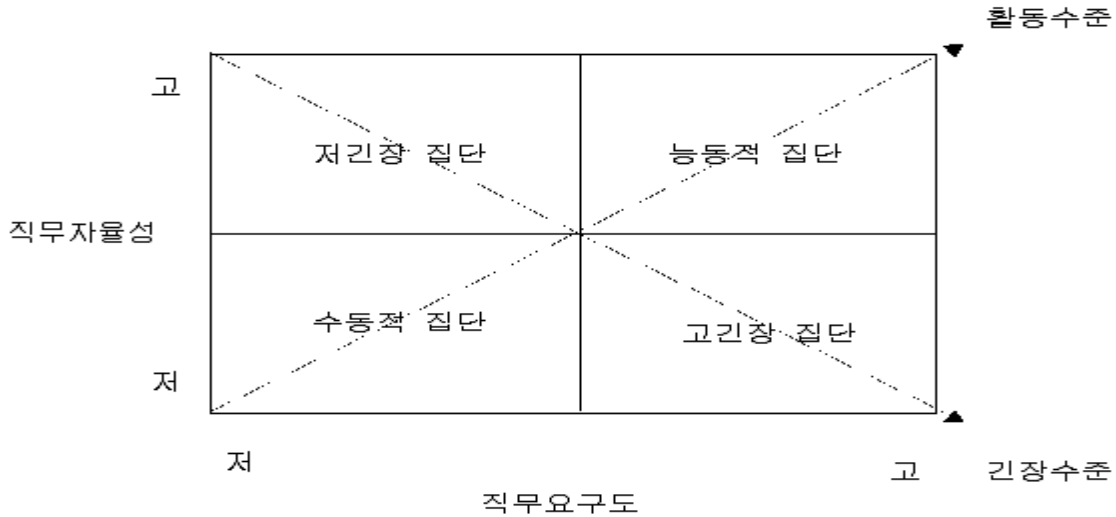 활동수준
고
저긴장 집단
능동적 집단
직무자율성
수동적 집단
고긴장 집단
저
저
고
긴장수준
직무요구도